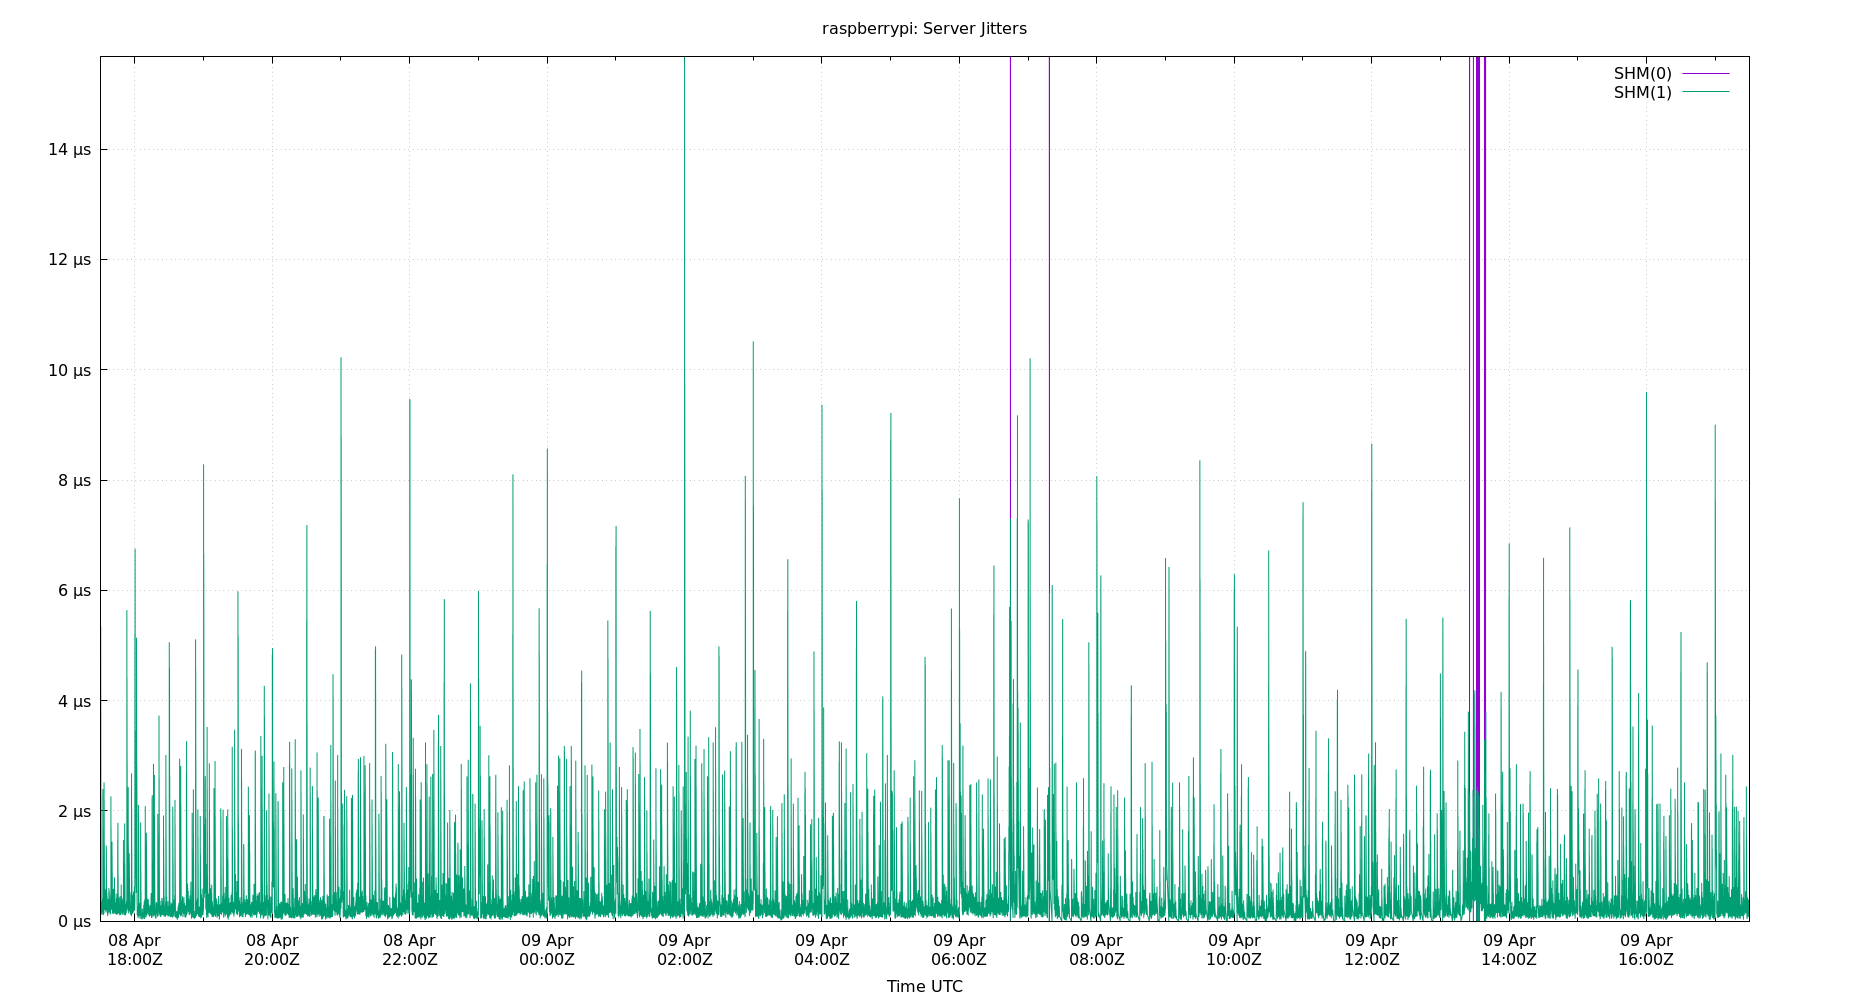 raspberrypi: Server Jitters
SHM(0)
SHM(1)
14 µs
12 µs
10 µs
8 µs
6 µs
4 µs
2 µs
0 µs
08 Apr 08 Apr 08 Apr 09 Apr 09 Apr 09 Apr 09 Apr 09 Apr 09 Apr 09 Apr 09 Apr 09 Apr
18:00Z 20:00Z 22:00Z 00:00Z 02:00Z 04:00Z 06:00Z 08:00Z 10:00Z 12:00Z 14:00Z 16:00Z
Time UTC